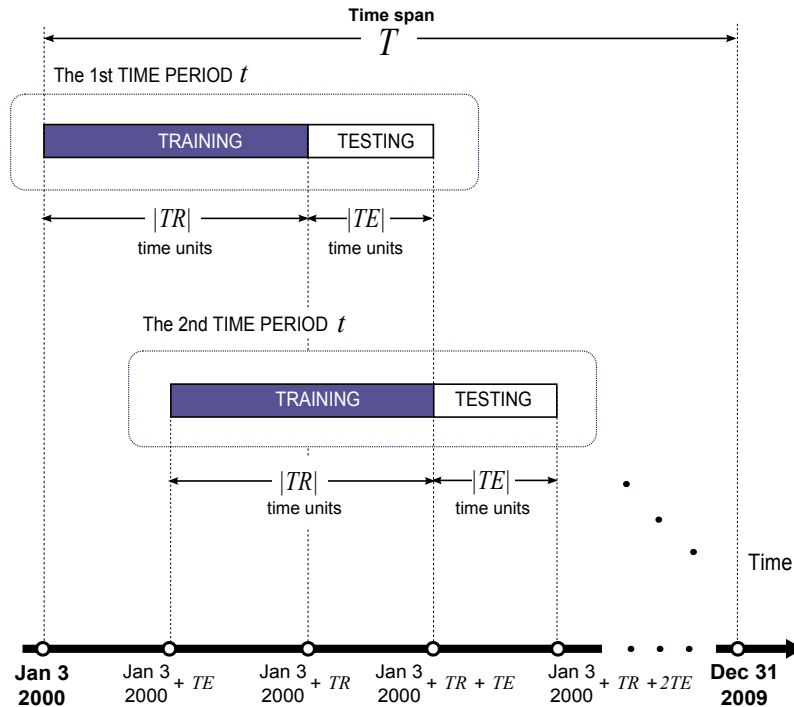 Time span
T
The 1st TIME PERIOD t
TRAINING TESTING
|TR| |TE|
time units time units
The 2nd TIME PERIOD t
TRAINING TESTING
|TR| |TE|
time units time units
Time
Jan 3 2000
Jan 3 2000 + TE
Jan 3 2000 + TR
Jan 3 2000 + TR + TE
Jan 3 2000 + TR + 2TE
Dec 31 2009